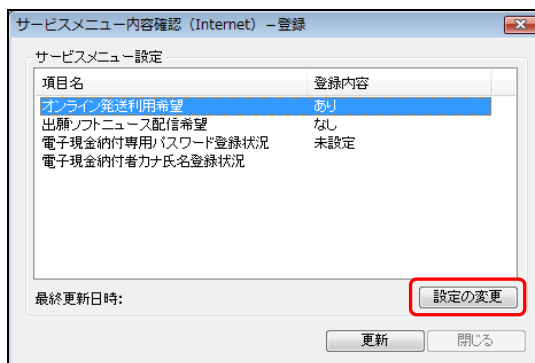 サービスメニュー内容確認（Internet）－登録
サービスメニュー設定
項目名 登録内容
オンライン発送利用希望 あり
出願ソフトニュース配信希望 なし
電子現金納付専用パスワード登録状況 未設定
電子現金納付者カナ氏名登録状況
最終更新日時: 設定の変更
更新 閉じる